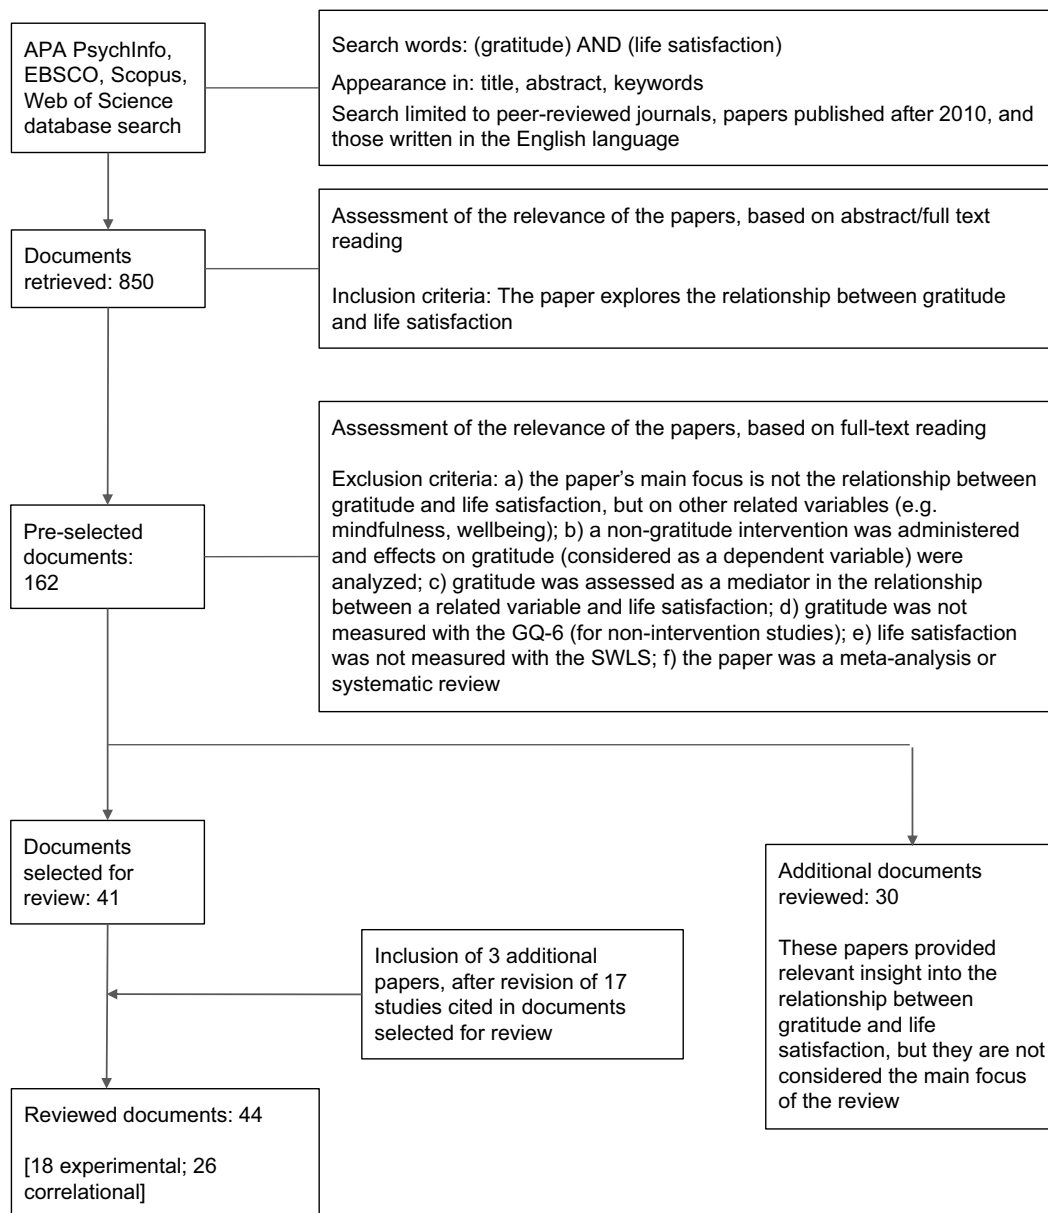 APA PsychInfo,
EBSCO, Scopus,
Web of Science
database search
Search words: (gratitude) AND (life satisfaction)
Appearance in: title, abstract, keywords
Search limited to peer-reviewed journals, papers published after 2010, and
those written in the English language
Documents
retrieved: 850
Assessment of the relevance of the papers, based on abstract/full text
reading
Inclusion criteria: The paper explores the relationship between gratitude
and life satisfaction
Pre-selected
documents:
162
Assessment of the relevance of the papers, based on full-text reading
Exclusion criteria: a) the paper's main focus is not the relationship between
gratitude and life satisfaction, but on other related variables (e.g.
mindfulness, wellbeing); b) a non-gratitude intervention was administered
and effects on gratitude (considered as a dependent variable) were
analyzed; c) gratitude was assessed as a mediator in the relationship
between a related variable and life satisfaction; d) gratitude was not
measured with the GQ-6 (for non-intervention studies); e) life satisfaction
was not measured with the SWLS; f) the paper was a meta-analysis or
systematic review
Documents
selected for
review: 41
Additional documents
reviewed: 30
These papers provided
relevant insight into the
relationship between
gratitude and life
satisfaction, but they are not
considered the main focus
of the review
Inclusion of 3 additional
papers, after revision of 17
studies cited in documents
selected for review
Reviewed documents: 44
[18 experimental; 26
correlational]